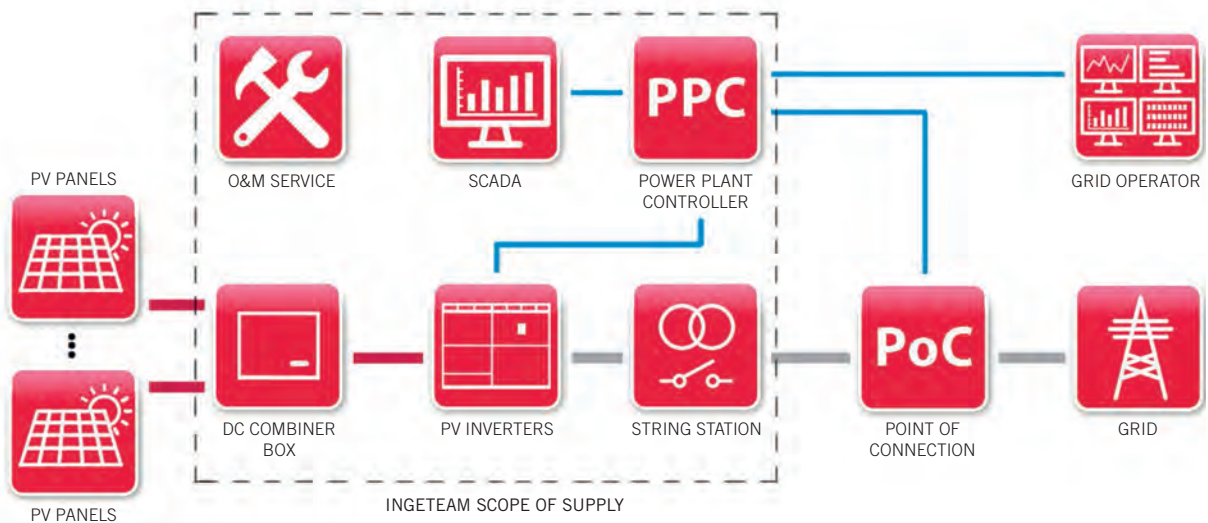 PPC
O&M SERVICE
SCADA
POWER PLANT
CONTROLLER
GRID OPERATOR
PV PANELS
PoC
DC COMBINER
BOX
PV INVERTERS
STRING STATION
POINT OF
CONNECTION
GRID
PV PANELS
INGETEAM SCOPE OF SUPPLY